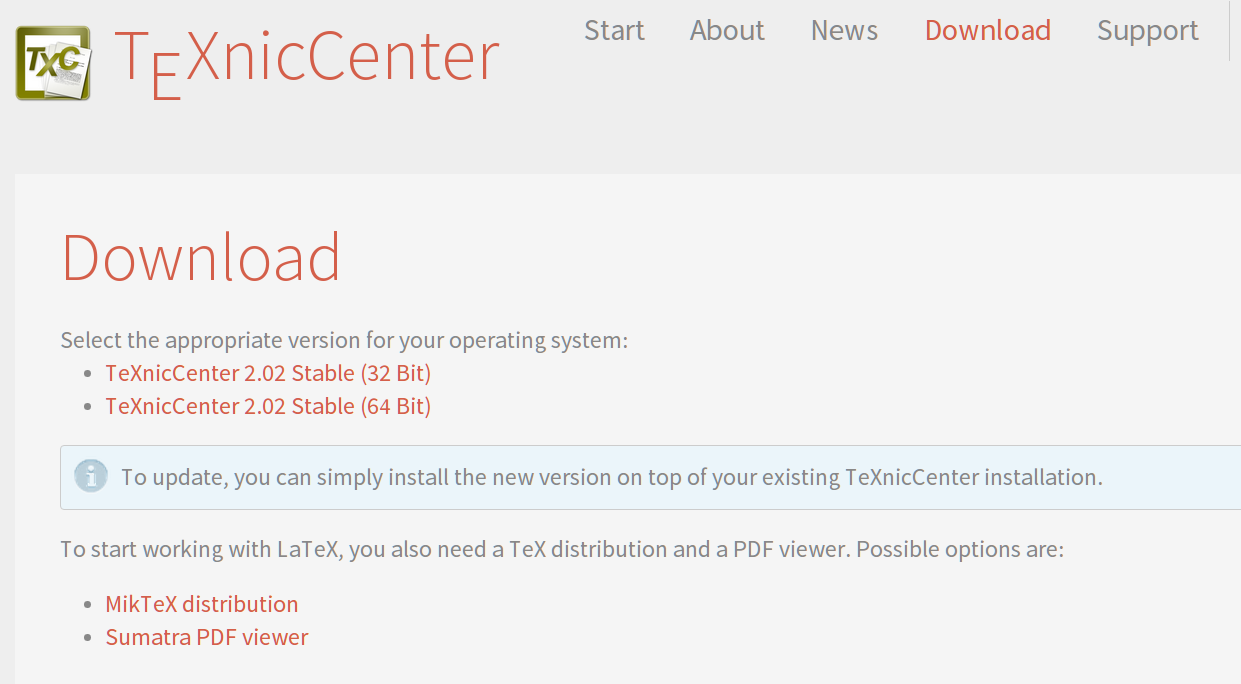 TXC
TEXnicCenter
Start About News Download Support
Download
Select the appropriate version for your operating system:
• TeXnicCenter 2.02 Stable (32 Bit)
• TeXnicCenter 2.02 Stable (64 Bit)
i To update, you can simply install the new version on top of your existing TeXnicCenter installation.
To start working with LaTeX, you also need a TeX distribution and a PDF viewer. Possible options are:
• MikTeX distribution
• Sumatra PDF viewer